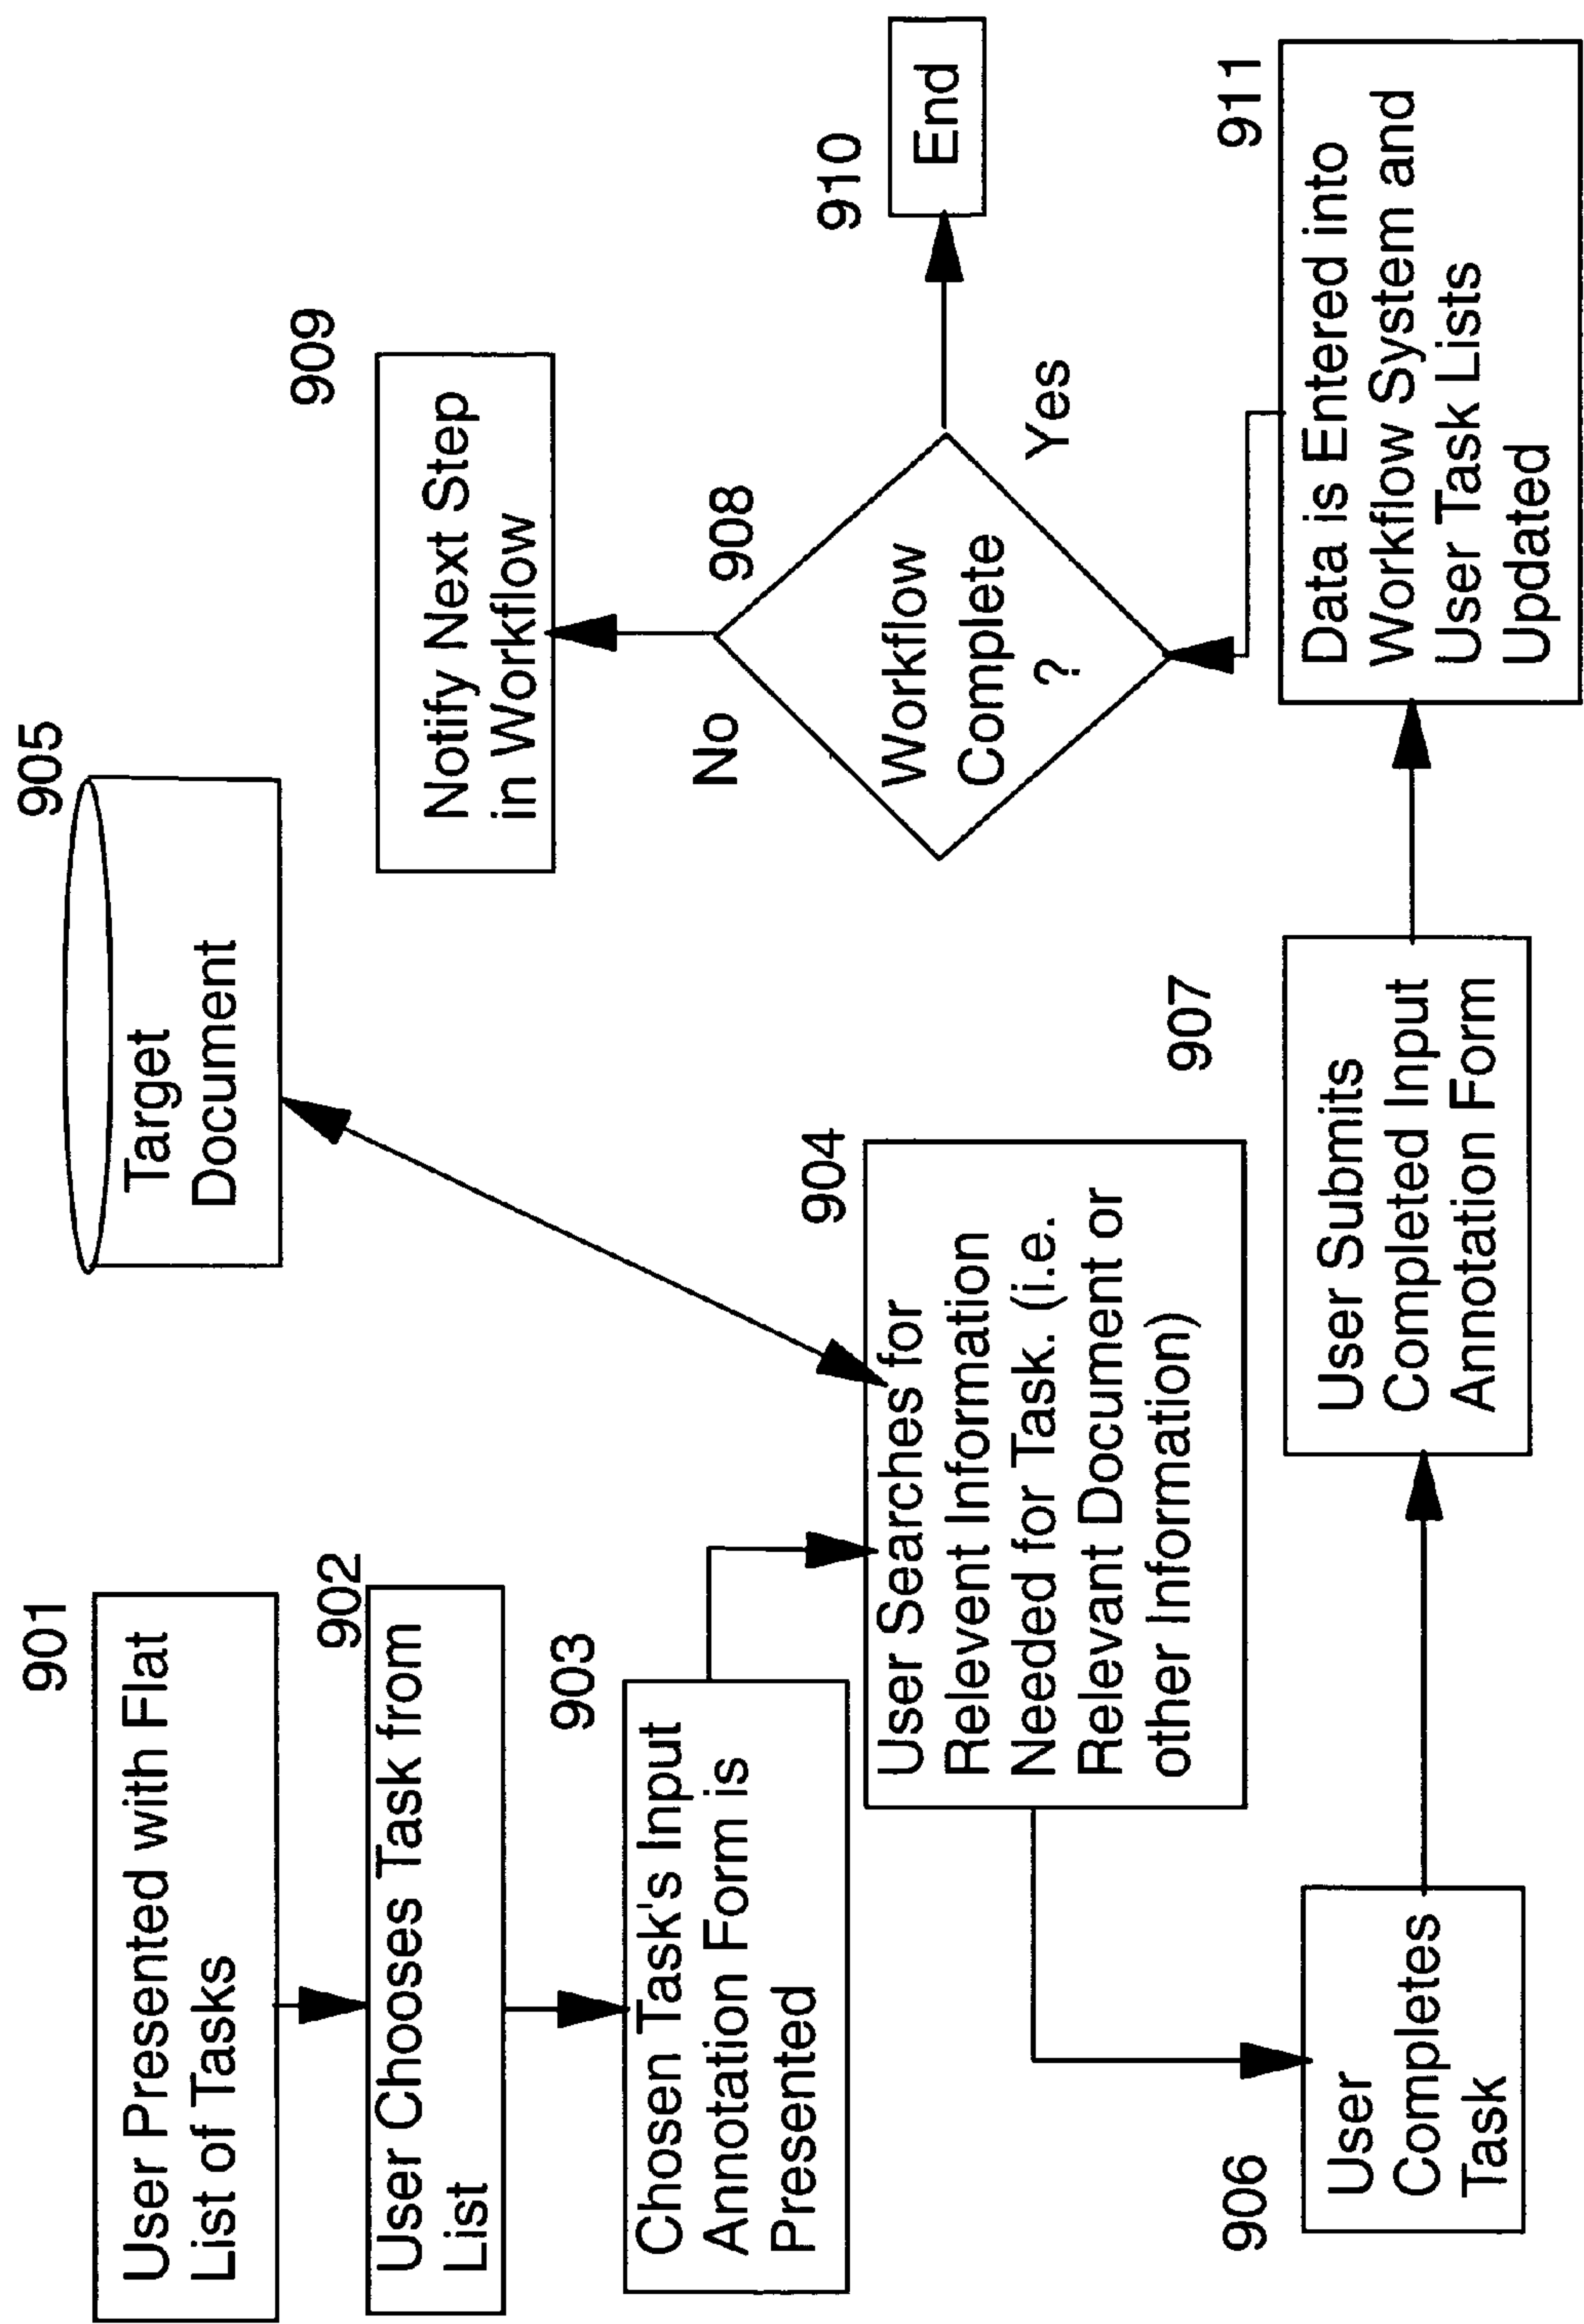 901
User Presented with Flat
List of Tasks
902
User Chooses Task from
List
903
Chosen Task's Input
Annotation Form is
Presented
904
User Searches for
Relevent Information
Needed for Task. (i.e.
Relevant Document or
other Information)
905
Target
Document
906
User
Completes
Task
907
User Submits
Completed Input
Annotation Form
911
Data is Entered into
Workflow System and
User Task Lists
Updated
908
Workflow
Complete
?
No
Yes
909
Notify Next Step
in Workflow
910
End